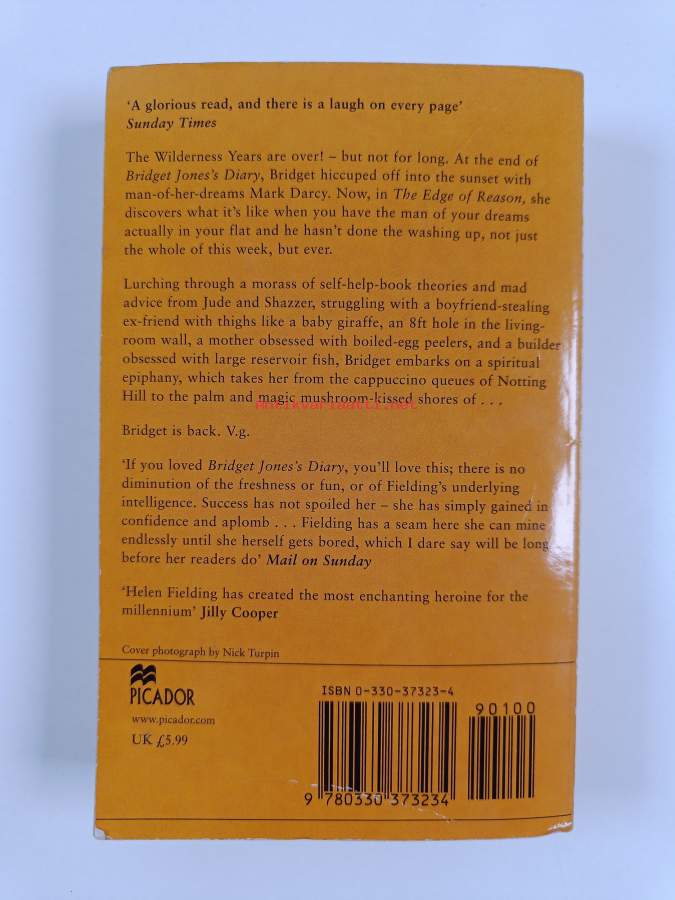 ‘A glorious read, and there is a laugh on every page’
Sunday Times
The Wilderness Years are over! – but not for long. At the end of
Bridget Jones’s Diary, Bridget hiccuped off into the sunset with
man-of-her-dreams Mark Darcy. Now, in The Edge of Reason, she
discovers what it’s like when you have the man of your dreams
actually in your flat and he hasn’t done the washing up, not just
the whole of this week, but ever.
Lurching through a morass of self-help-book theories and mad
advice from Jude and Shazzer, struggling with a boyfriend-stealing
ex-friend with thighs like a baby giraffe, an 8ft hole in the living-
room wall, a mother obsessed with boiled-egg peelers, and a builder
obsessed with large reservoir fish, Bridget embarks on a spiritual
epiphany, which takes her from the cappuccino queues of Notting
Hill to the palm and magic mushroom-kissed shores of . . .
antikvariaatti.net
Bridget is back. V.g.
‘If you loved Bridget Jones’s Diary, you’ll love this; there is no
diminution of the freshness or fun, or of Fielding’s underlying
intelligence. Success has not spoiled her – she has simply gained in
confidence and aplomb . . . Fielding has a seam here she can mine
endlessly until she herself gets bored, which I dare say will be long
before her readers do’ Mail on Sunday
‘Helen Fielding has created the most enchanting heroine for the
millennium’ Jilly Cooper
Cover photograph by Nick Turpin
PICADOR
www.picador.com
UK £5.99
ISBN 0-330-37323-4
90100
9 780330 373234